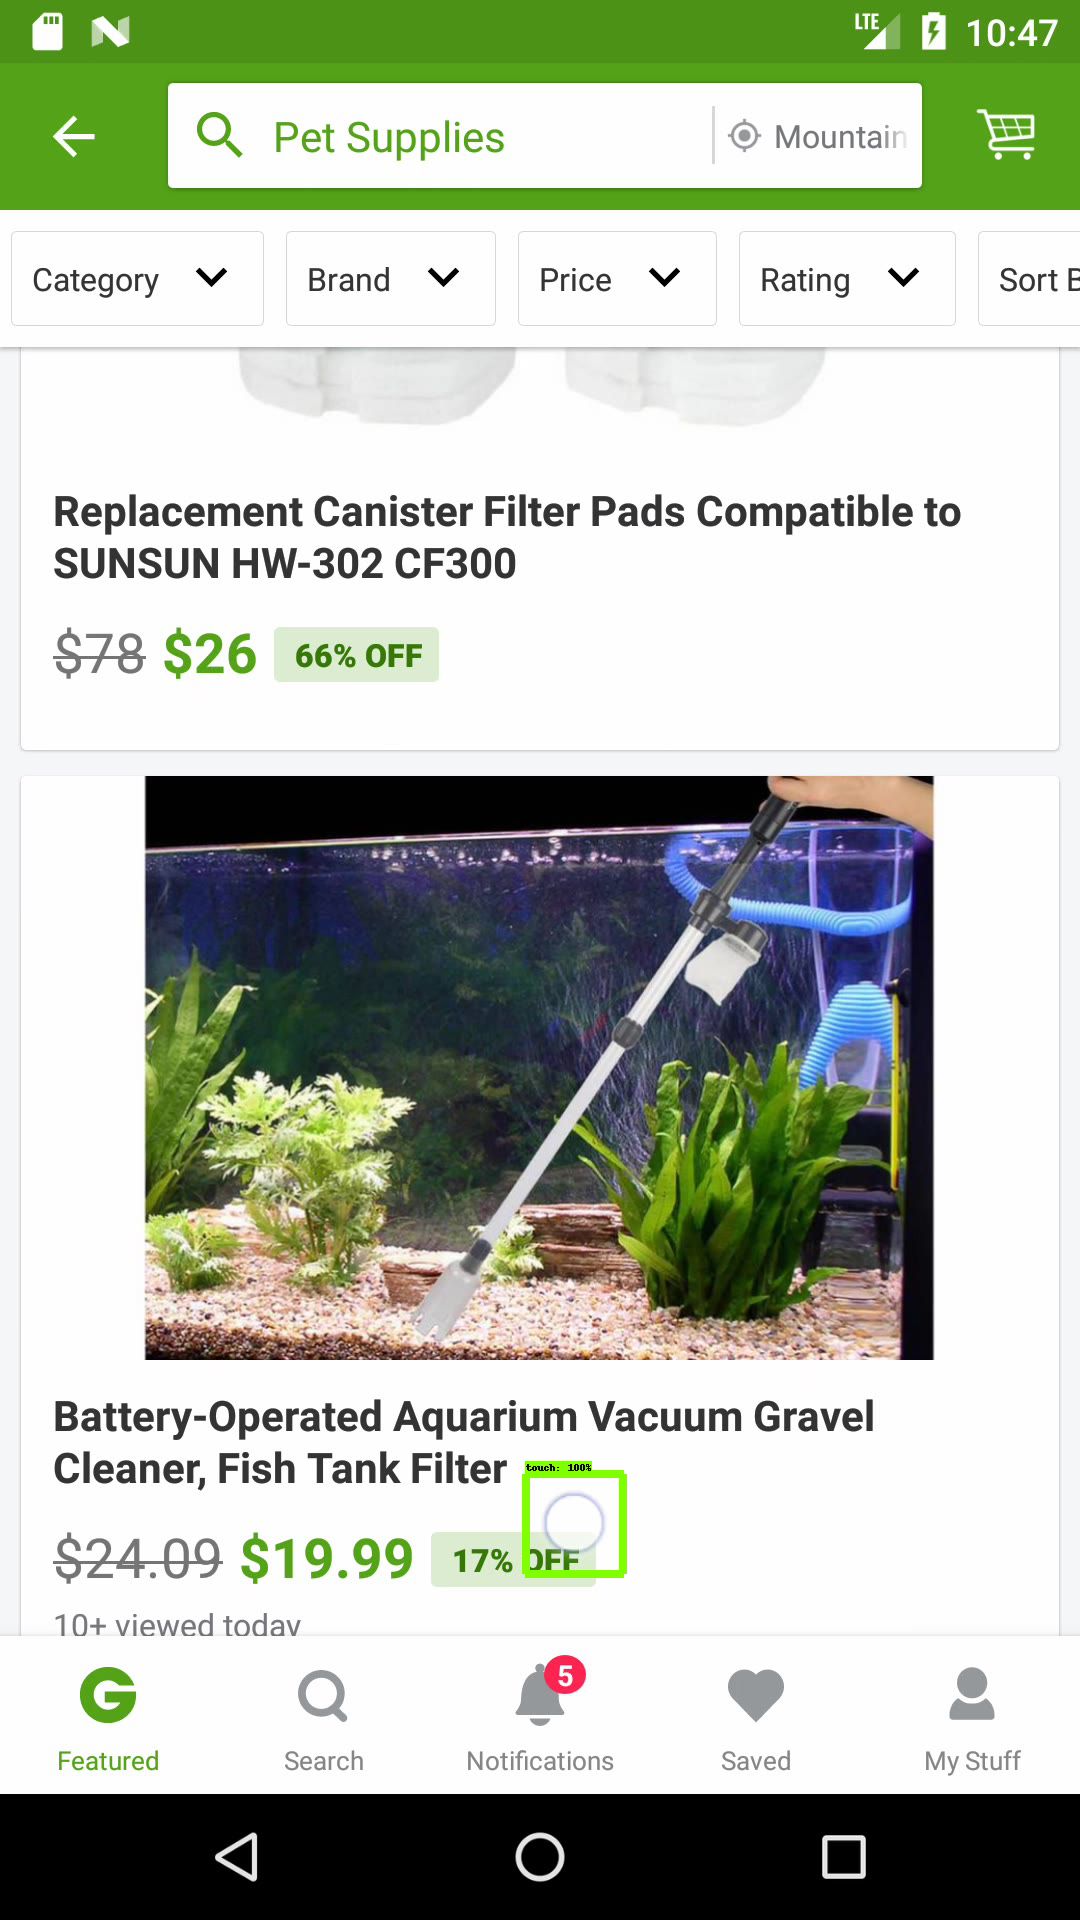 LTE 10:47
Pet Supplies Mountain
Category Brand Price Rating Sort B
Replacement Canister Filter Pads Compatible to
SUNSUN HW-302 CF300
$78 $26 66% OFF
Battery-Operated Aquarium Vacuum Gravel
Cleaner, Fish Tank Filter
touch: 100%
$24.09 $19.99 17% OFF
10+ viewed today
5
Featured Search Notifications Saved My Stuff